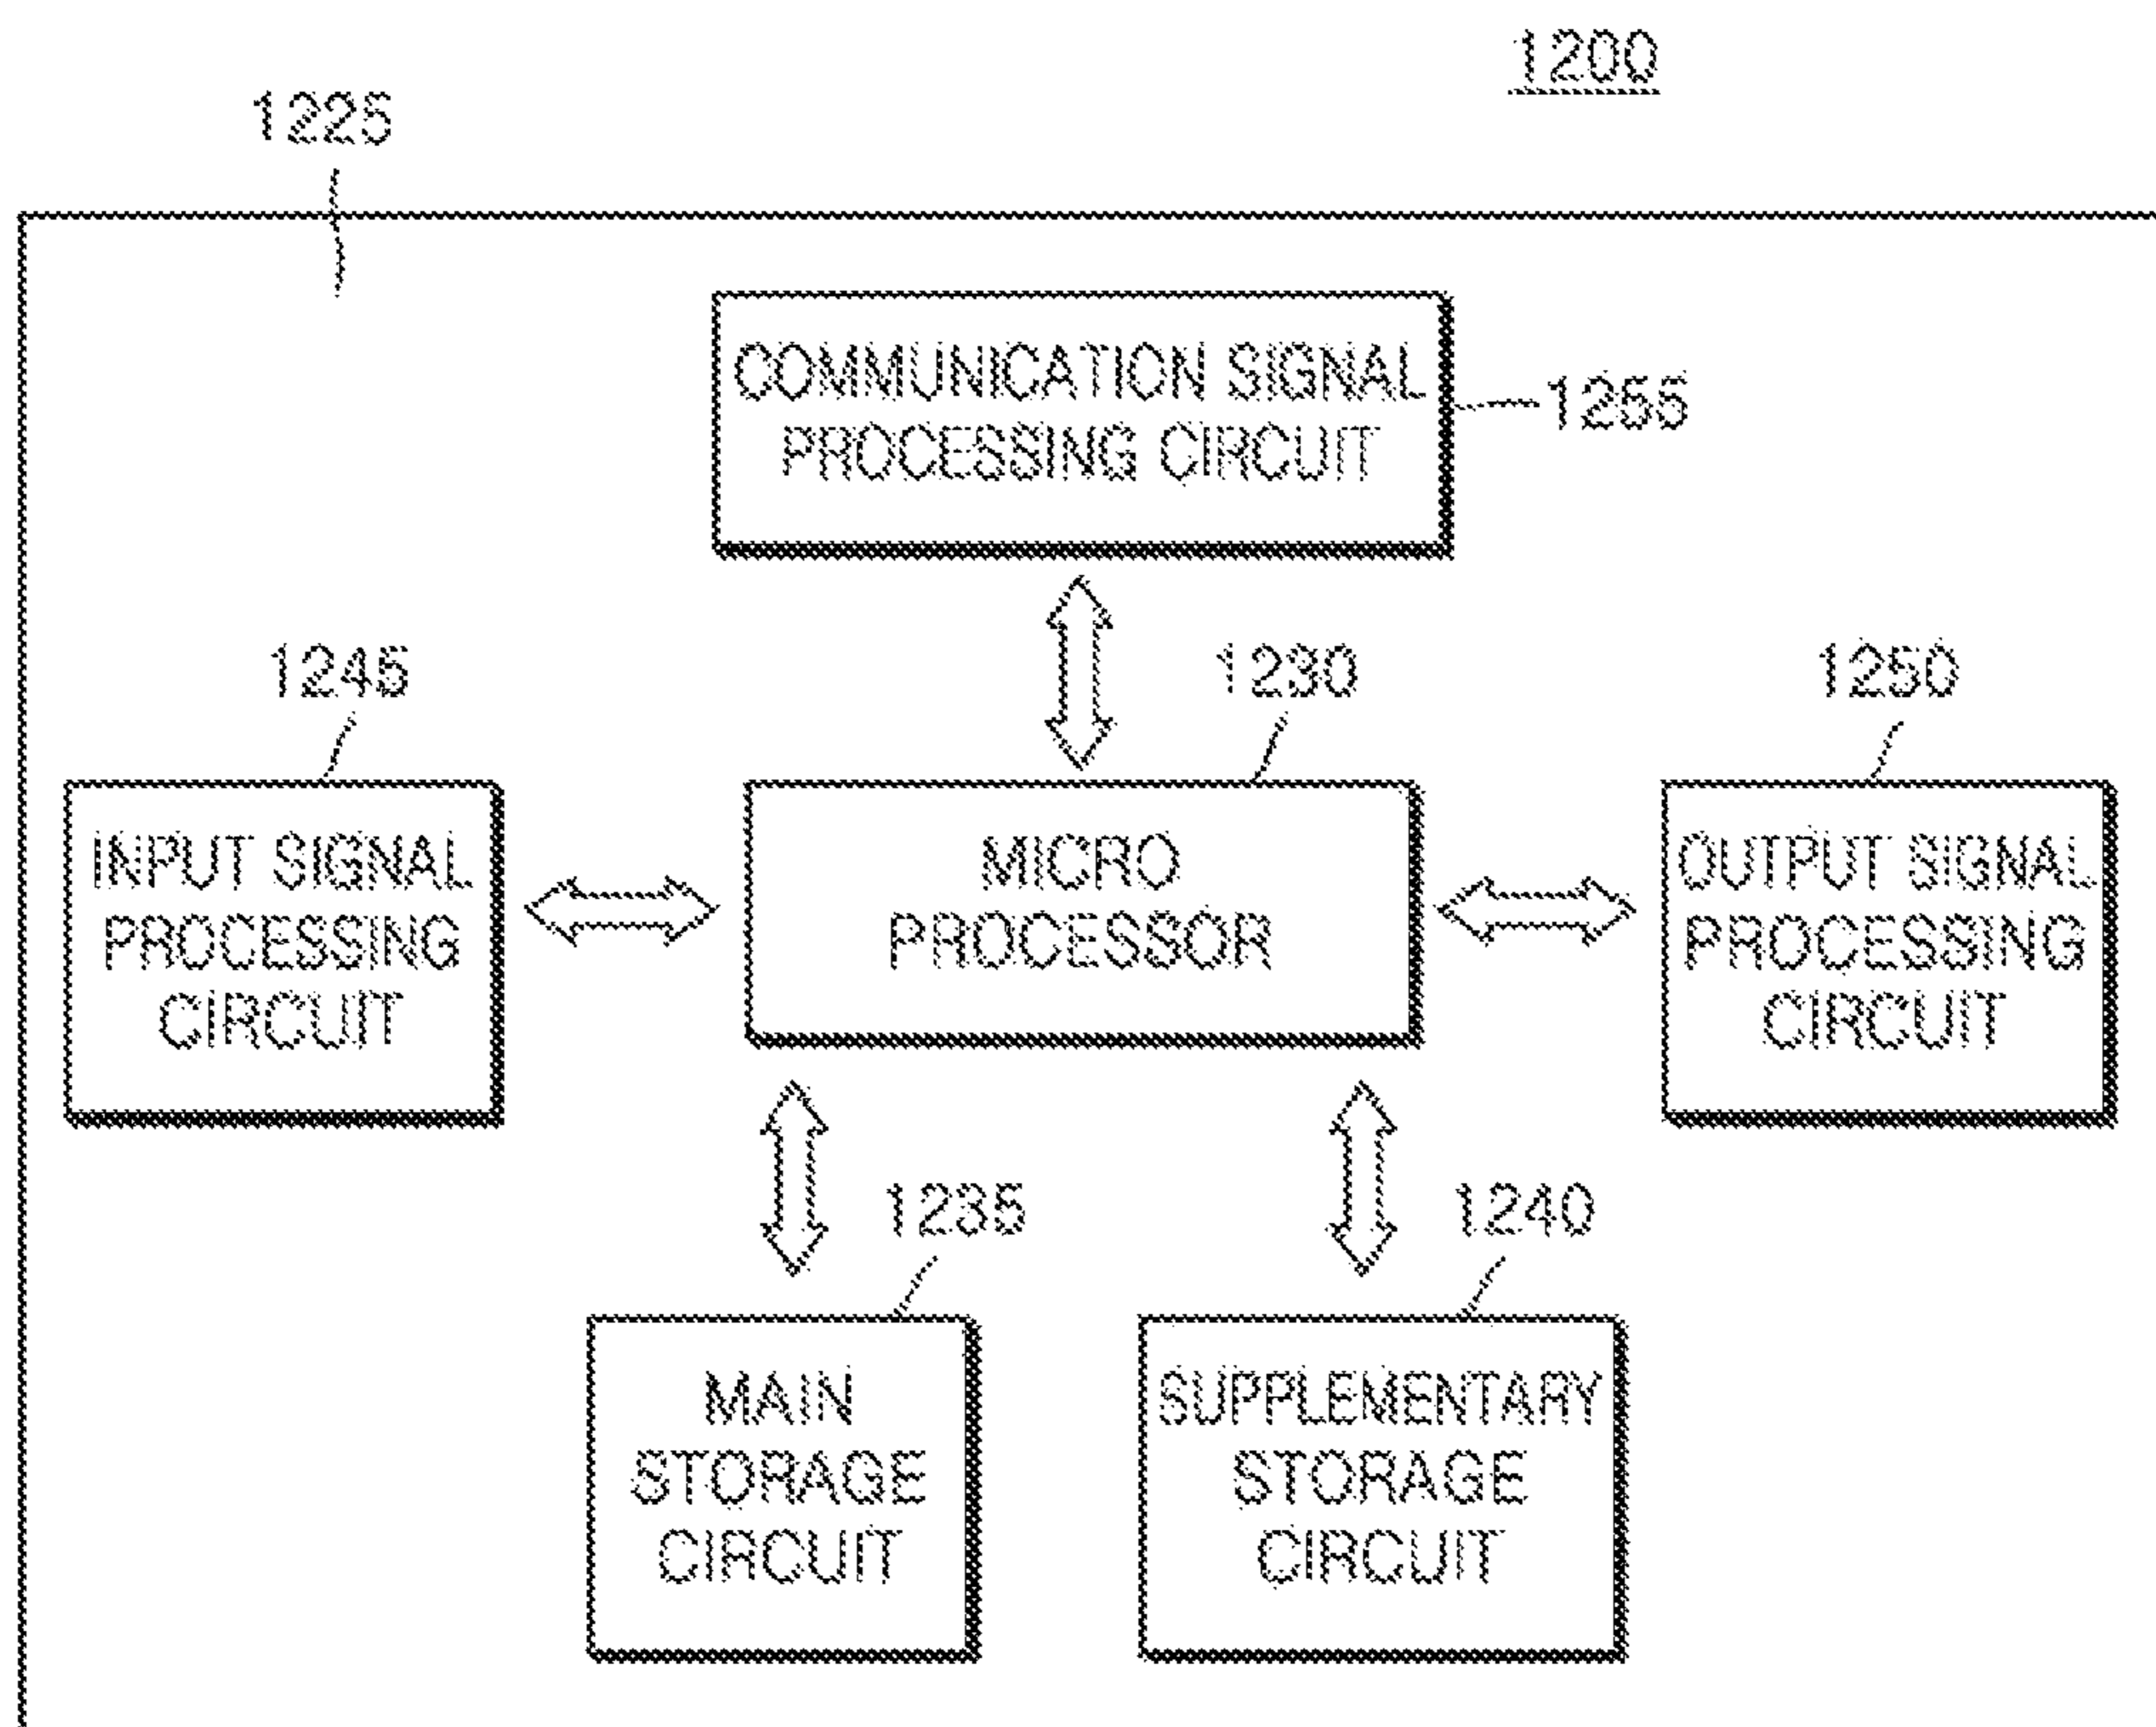 1200
1225
COMMUNICATION SIGNAL
PROCESSING CIRCUIT
1255
1245
1230
1250
INPUT SIGNAL
PROCESSING
CIRCUIT
MICRO
PROCESSOR
OUTPUT SIGNAL
PROCESSING
CIRCUIT
1235
1240
MAIN
STORAGE
CIRCUIT
SUPPLEMENTARY
STORAGE
CIRCUIT